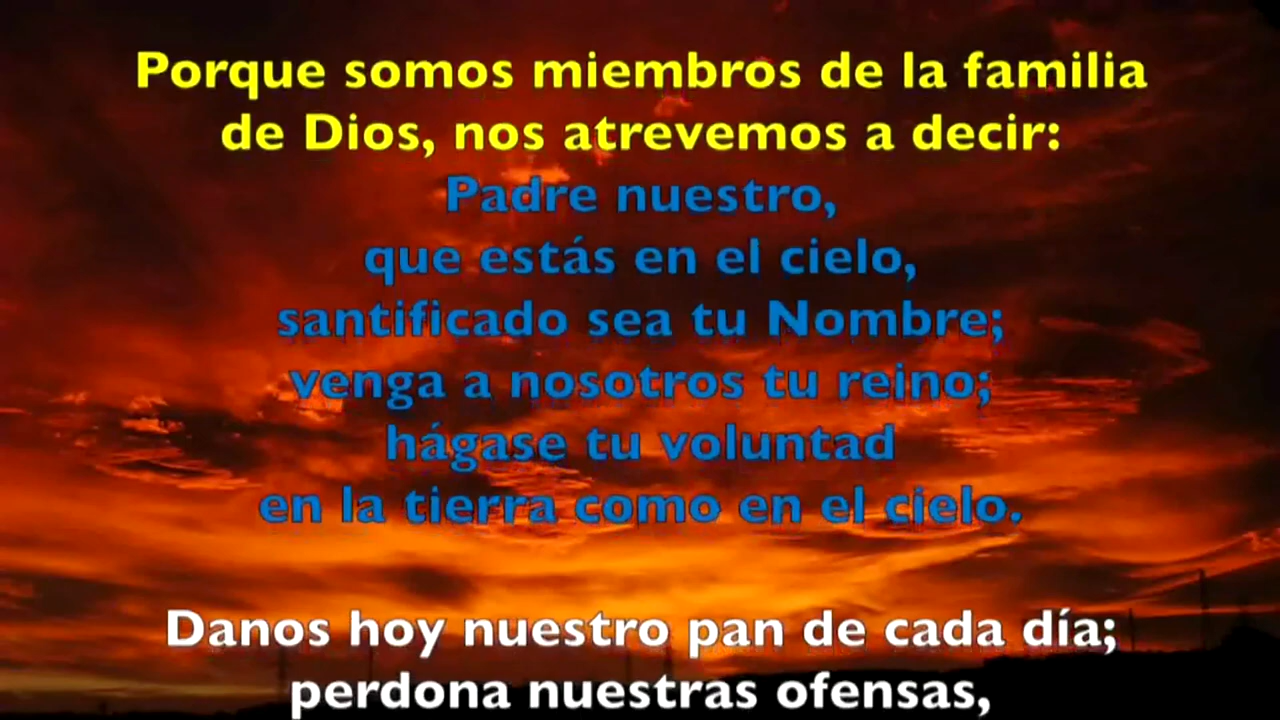 Porque somos miembros de la familia
de Dios, nos atrevemos a decir:
Padre nuestro,
que estás en el cielo,
santificado sea tu Nombre;
venga a nosotros tu reino;
hágase tu voluntad
en la tierra como en el cielo.
Danos hoy nuestro pan de cada día;
perdona nuestras ofensas,